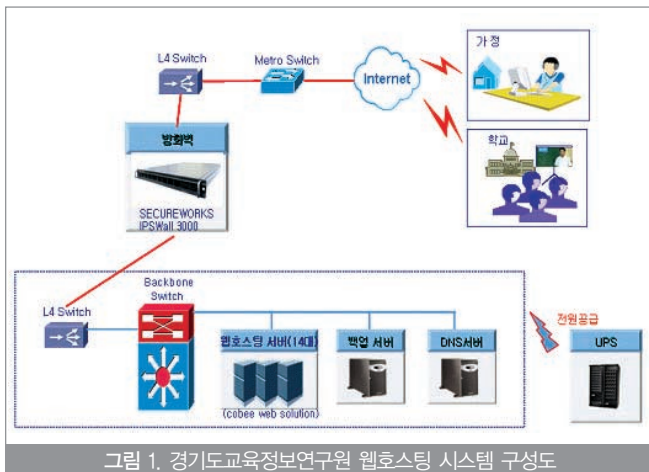 가정
L4 Switch
Metro Switch
Internet
학교
방화벽
SECUREWORKS
IPSWall 3000
Backbone
Switch
L4 Switch
웹호스팅 서버(14대)
백업 서버
DNS서버
전원공급
UPS
(cobee web solution)
그림 1. 경기도교육정보연구원 웹호스팅 시스템 구성도